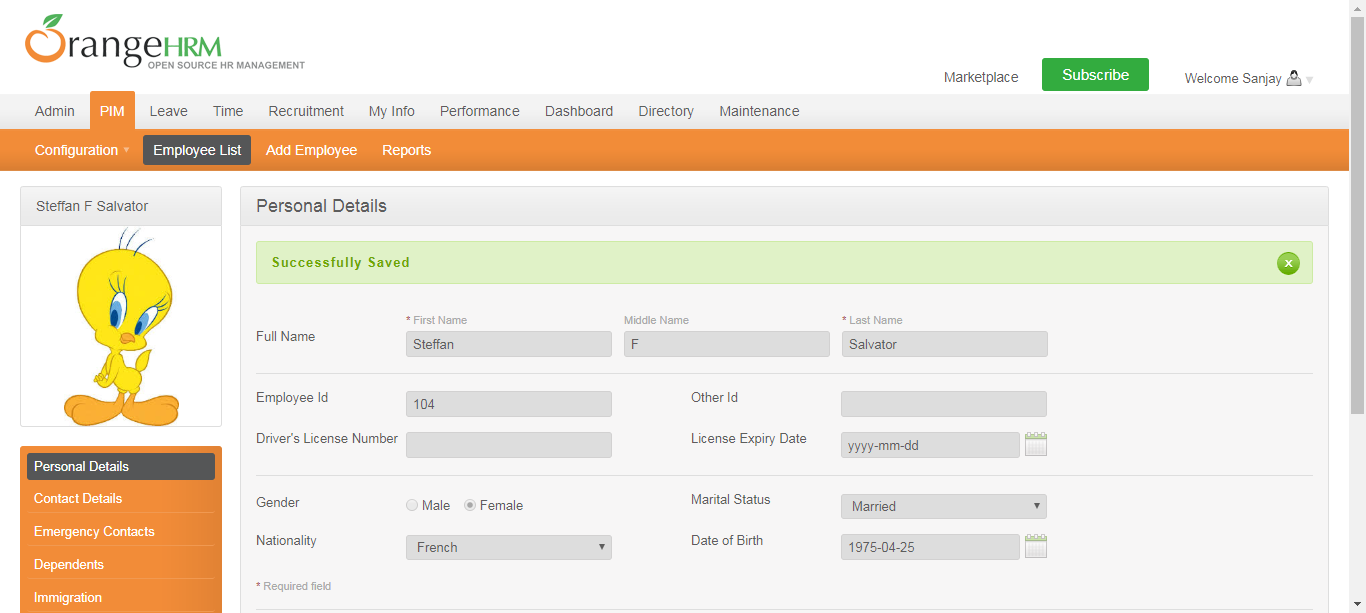 OrangeHRM
OPEN SOURCE HR MANAGEMENT
Marketplace Subscribe Welcome Sanjay
Admin PIM Leave Time Recruitment My Info Performance Dashboard Directory Maintenance
Configuration Employee List Add Employee Reports
Steffan F Salvator
Personal Details
Contact Details
Emergency Contacts
Dependents
Immigration
Personal Details
Successfully Saved x
* First Name Middle Name * Last Name
Full Name Steffan F Salvator
Employee Id 104 Other Id
Driver's License Number License Expiry Date yyyy-mm-dd
Gender Male Female Marital Status Married
Nationality French Date of Birth 1975-04-25
* Required field